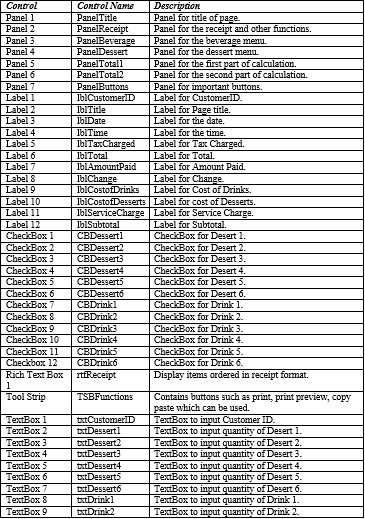 Control Control Name Description
Panel 1 PanelTitle Panel for title of page.
Panel 2 PanelReceipt Panel for the receipt and other functions.
Panel 3 PanelBeverage Panel for the beverage menu.
Panel 4 PanelDessert Panel for the dessert menu.
Panel 5 PanelTotal1 Panel for the first part of calculation.
Panel 6 PanelTotal2 Panel for the second part of calculation.
Panel 7 PanelButtons Panel for important buttons.
Label 1 lblCustomerID Label for CustomerID.
Label 2 lblTitle Label for Page title.
Label 3 lblDate Label for the date.
Label 4 lblTime Label for the time.
Label 5 lblTaxCharged Label for Tax Charged.
Label 6 lblTotal Label for Total.
Label 7 lblAmountPaid Label for Amount Paid.
Label 8 lblChange Label for Change.
Label 9 lblCostofDrinks Label for Cost of Drinks.
Label 10 lblCostofDesserts Label for cost of Desserts.
Label 11 lblServiceCharge Label for Service Charge.
Label 12 lblSubtotal Label for Subtotal.
CheckBox 1 CBDessert1 CheckBox for Desert 1.
CheckBox 2 CBDessert2 CheckBox for Desert 2.
CheckBox 3 CBDessert3 CheckBox for Desert 3.
CheckBox 4 CBDessert4 CheckBox for Desert 4.
CheckBox 5 CBDessert5 CheckBox for Desert 5.
CheckBox 6 CBDessert6 CheckBox for Desert 6.
CheckBox 7 CBDrink1 CheckBox for Drink 1.
CheckBox 8 CBDrink2 CheckBox for Drink 2.
CheckBox 9 CBDrink3 CheckBox for Drink 3.
CheckBox 10 CBDrink4 CheckBox for Drink 4.
CheckBox 11 CBDrink5 CheckBox for Drink 5.
Checkbox 12 CBDrink6 CheckBox for Drink 6.
Rich Text Box rtfReceipt Display items ordered in receipt format.
1
Tool Strip TSBFunctions Contains buttons such as print, print preview, copy
paste which can be used.
TextBox 1 txtCustomerID TextBox to input Customer ID.
TextBox 2 txtDessert1 TextBox to input quantity of Desert 1.
TextBox 3 txtDessert2 TextBox to input quantity of Desert 2.
TextBox 4 txtDessert3 TextBox to input quantity of Desert 3.
TextBox 5 txtDessert4 TextBox to input quantity of Desert 4.
TextBox 6 txtDessert5 TextBox to input quantity of Desert 5.
TextBox 7 txtDessert6 TextBox to input quantity of Desert 6.
TextBox 8 txtDrink1 TextBox to input quantity of Drink 1.
TextBox 9 txtDrink2 TextBox to input quantity of Drink 2.